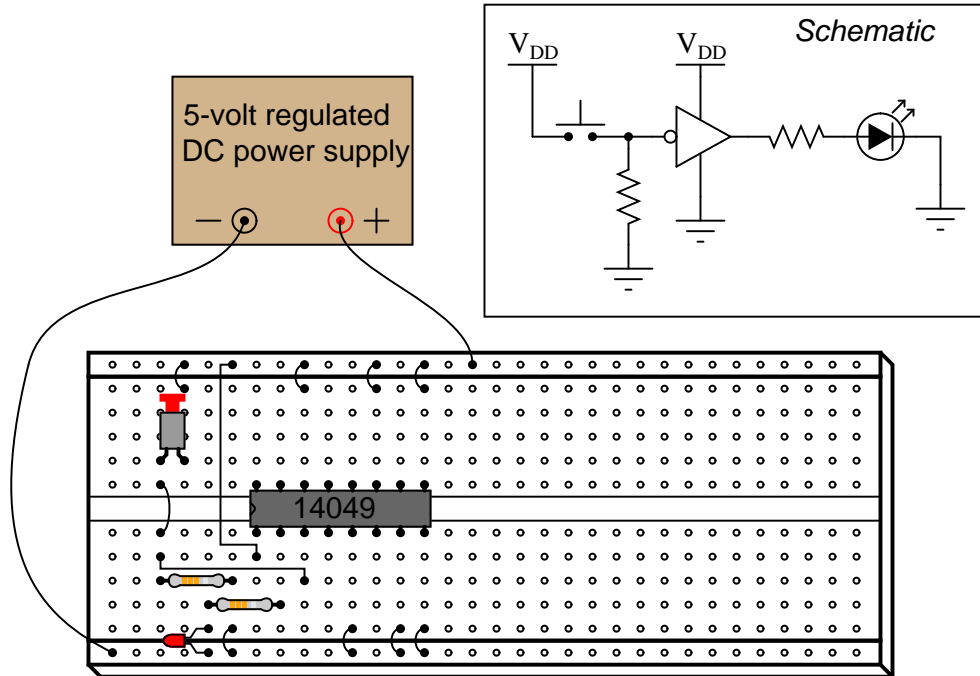 Schematic
V_DD V_DD
5-volt regulated
DC power supply
− +
14049